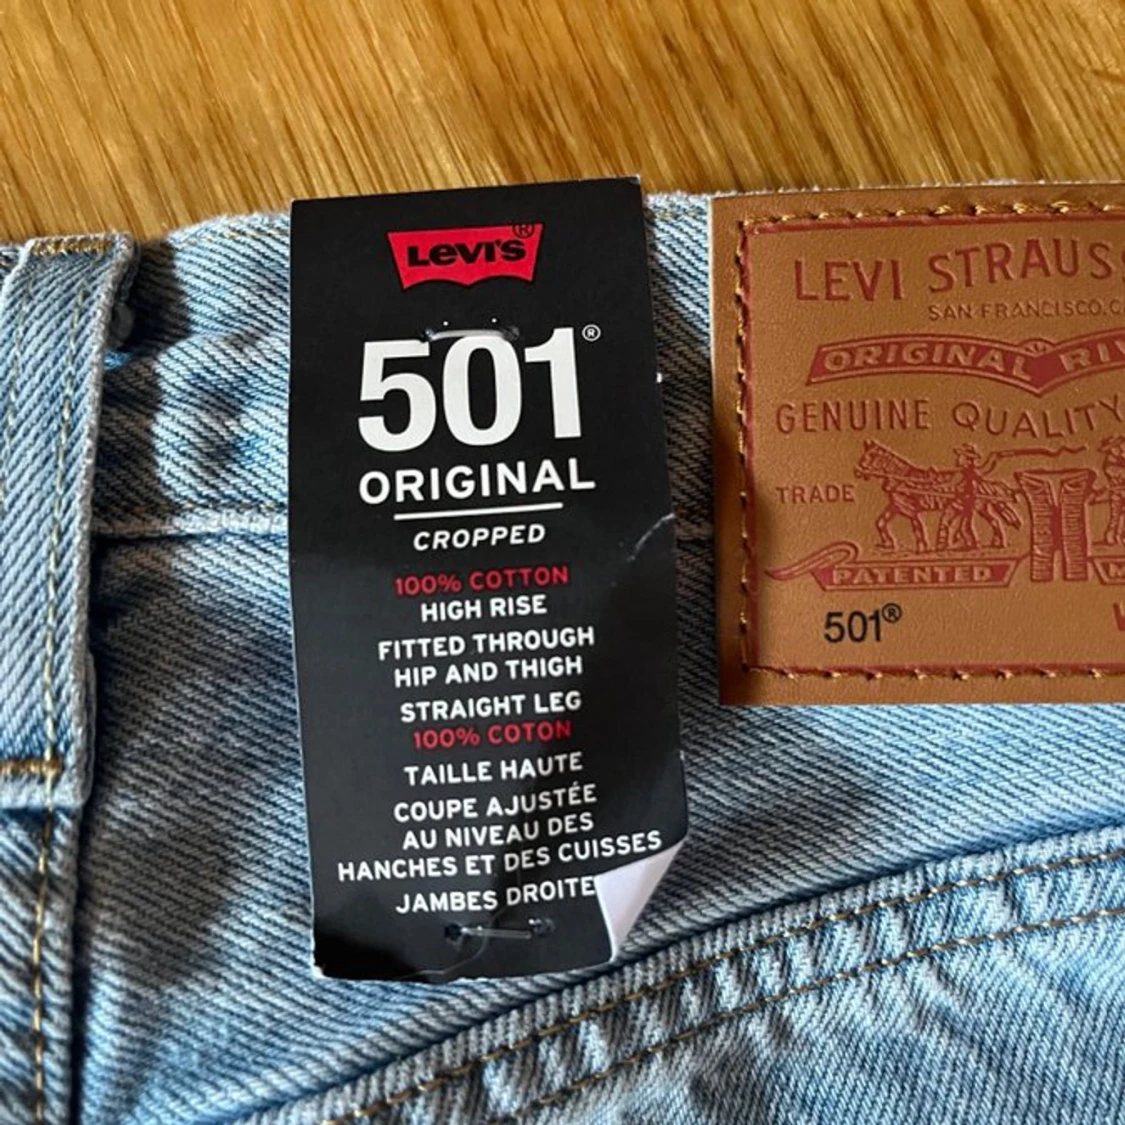 Levi's®
501®
ORIGINAL
CROPPED
100% COTTON
HIGH RISE
FITTED THROUGH
HIP AND THIGH
STRAIGHT LEG
100% COTON
TAILLE HAUTE
COUPE AJUSTÉE
AU NIVEAU DES
HANCHES ET DES CUISSES
JAMBES DROITE
LEVI STRAUSS
SAN FRANCISCO.C
ORIGINAL RIV
GENUINE QUALITY
TRADE
PATENTED
501®